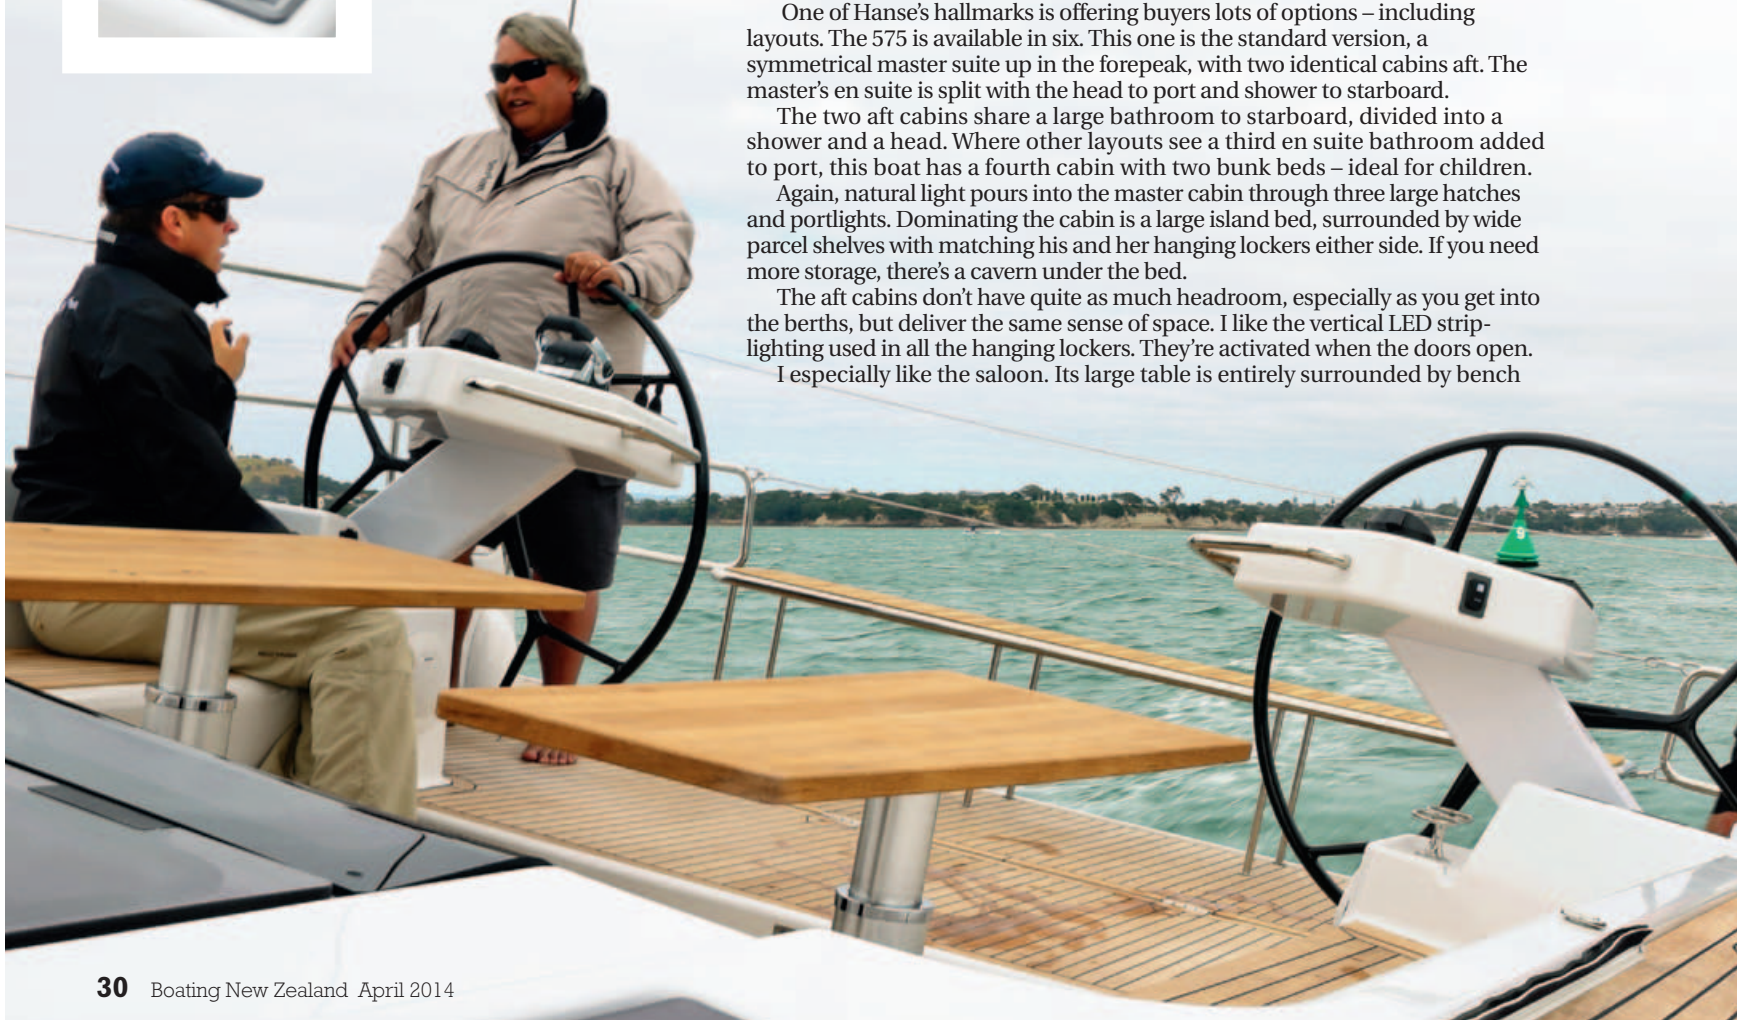 One of Hanse’s hallmarks is offering buyers lots of options – including
layouts. The 575 is available in six. This one is the standard version, a
symmetrical master suite up in the forepeak, with two identical cabins aft. The
master’s en suite is split with the head to port and shower to starboard.
The two aft cabins share a large bathroom to starboard, divided into a
shower and a head. Where other layouts see a third en suite bathroom added
to port, this boat has a fourth cabin with two bunk beds – ideal for children.
Again, natural light pours into the master cabin through three large hatches
and portlights. Dominating the cabin is a large island bed, surrounded by wide
parcel shelves with matching his and her hanging lockers either side. If you need
more storage, there’s a cavern under the bed.
The aft cabins don’t have quite as much headroom, especially as you get into
the berths, but deliver the same sense of space. I like the vertical LED strip-
lighting used in all the hanging lockers. They’re activated when the doors open.
I especially like the saloon. Its large table is entirely surrounded by bench
9
30 Boating New Zealand April 2014